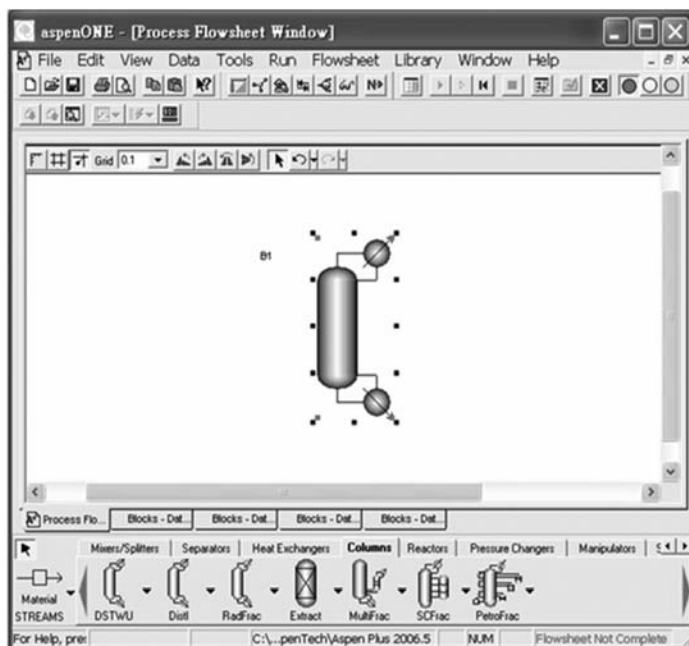 aspenONE - [Process Flowsheet Window]
File Edit View Data Tools Run Flowsheet Library Window Help
N>
Grid 0.1
B1
Process Flo... Blocks - Dat... Blocks - Dat... Blocks - Dat... Blocks - Dat...
Mixers/Splitters Separators Heat Exchangers Columns Reactors Pressure Changers Manipulators S
Material
STREAMS DSTWU Distl RadFrac Extract MultiFrac SCFrac PetroFrac
For Help, pre: C:\...penTech\Aspen Plus 2006.5 NUM Flowsheet Not Complete